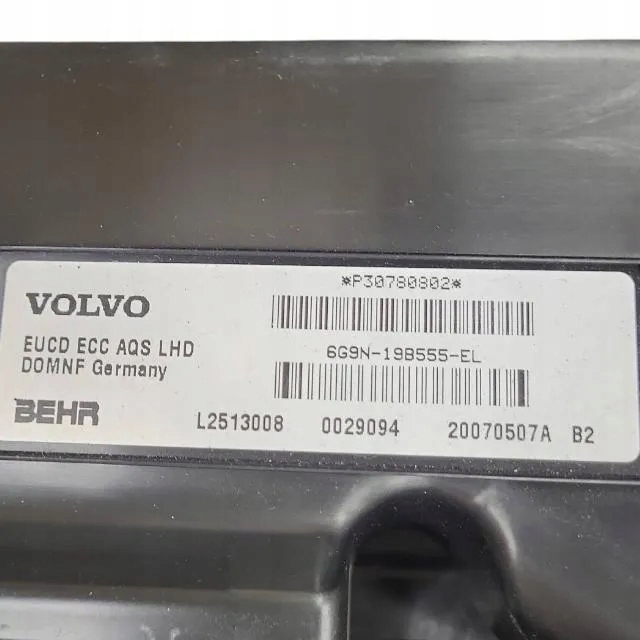 *P30780802*
VOLVO
EUCD ECC AQS LHD
6G9N-19B555-EL
DOMNF Germany
BEHR
L2513008 0029094 20070507A B2